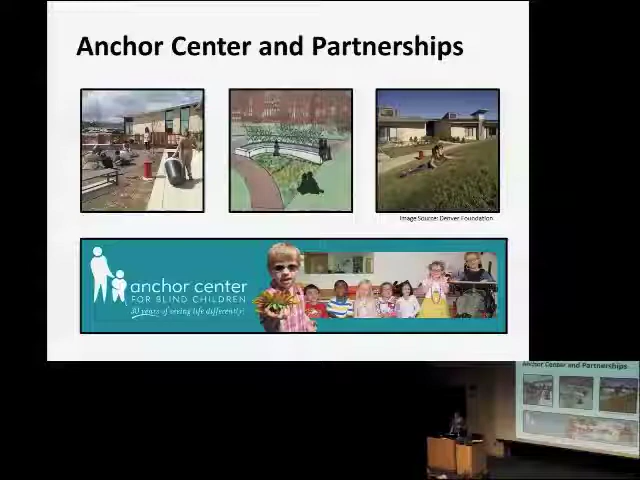 Anchor Center and Partnerships
Image Source: Denver Foundation
anchor center
FOR BLIND CHILDREN
30 years of seeing life differently!
Anchor Center and Partnerships